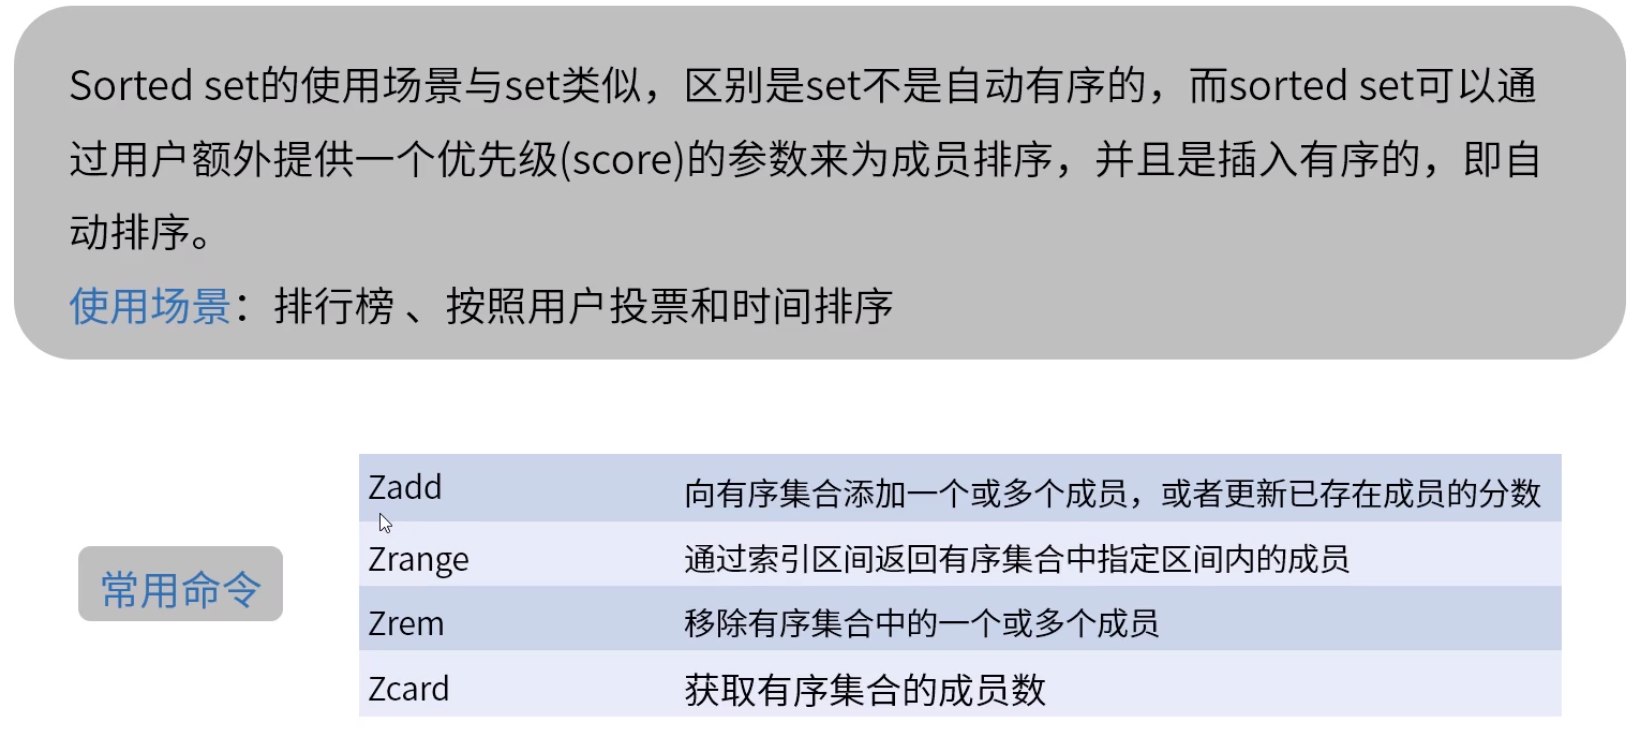 Sorted set的使用场景与set类似，区别是set不是自动有序的，而sorted set可以通
过用户额外提供一个优先级(score)的参数来为成员排序，并且是插入有序的，即自
动排序。
使用场景：排行榜 、按照用户投票和时间排序
常用命令
Zadd 向有序集合添加一个或多个成员，或者更新已存在成员的分数
Zrange 通过索引区间返回有序集合中指定区间内的成员
Zrem 移除有序集合中的一个或多个成员
Zcard 获取有序集合的成员数